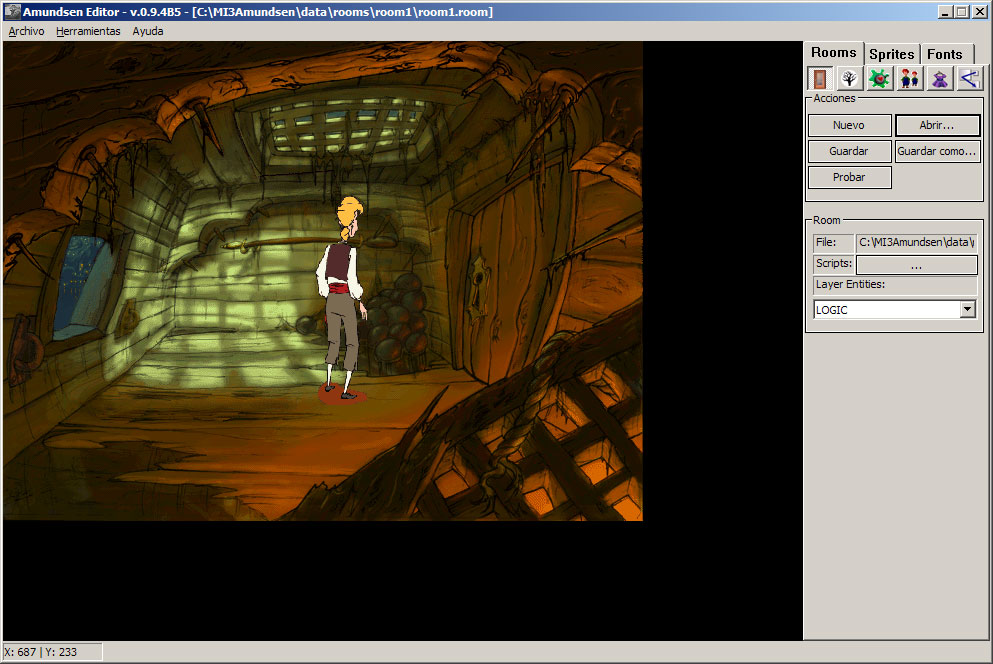 Amundsen Editor - v.0.9.4B5 - [C:\MI3Amundsen\data\rooms\room1\room1.room]
Archivo Herramientas Ayuda
Rooms Sprites Fonts
Acciones
Nuevo Abrir...
Guardar Guardar como...
Probar
Room
File: C:\MI3Amundsen\data\
Scripts: ...
Layer Entities:
LOGIC
X: 687 | Y: 233